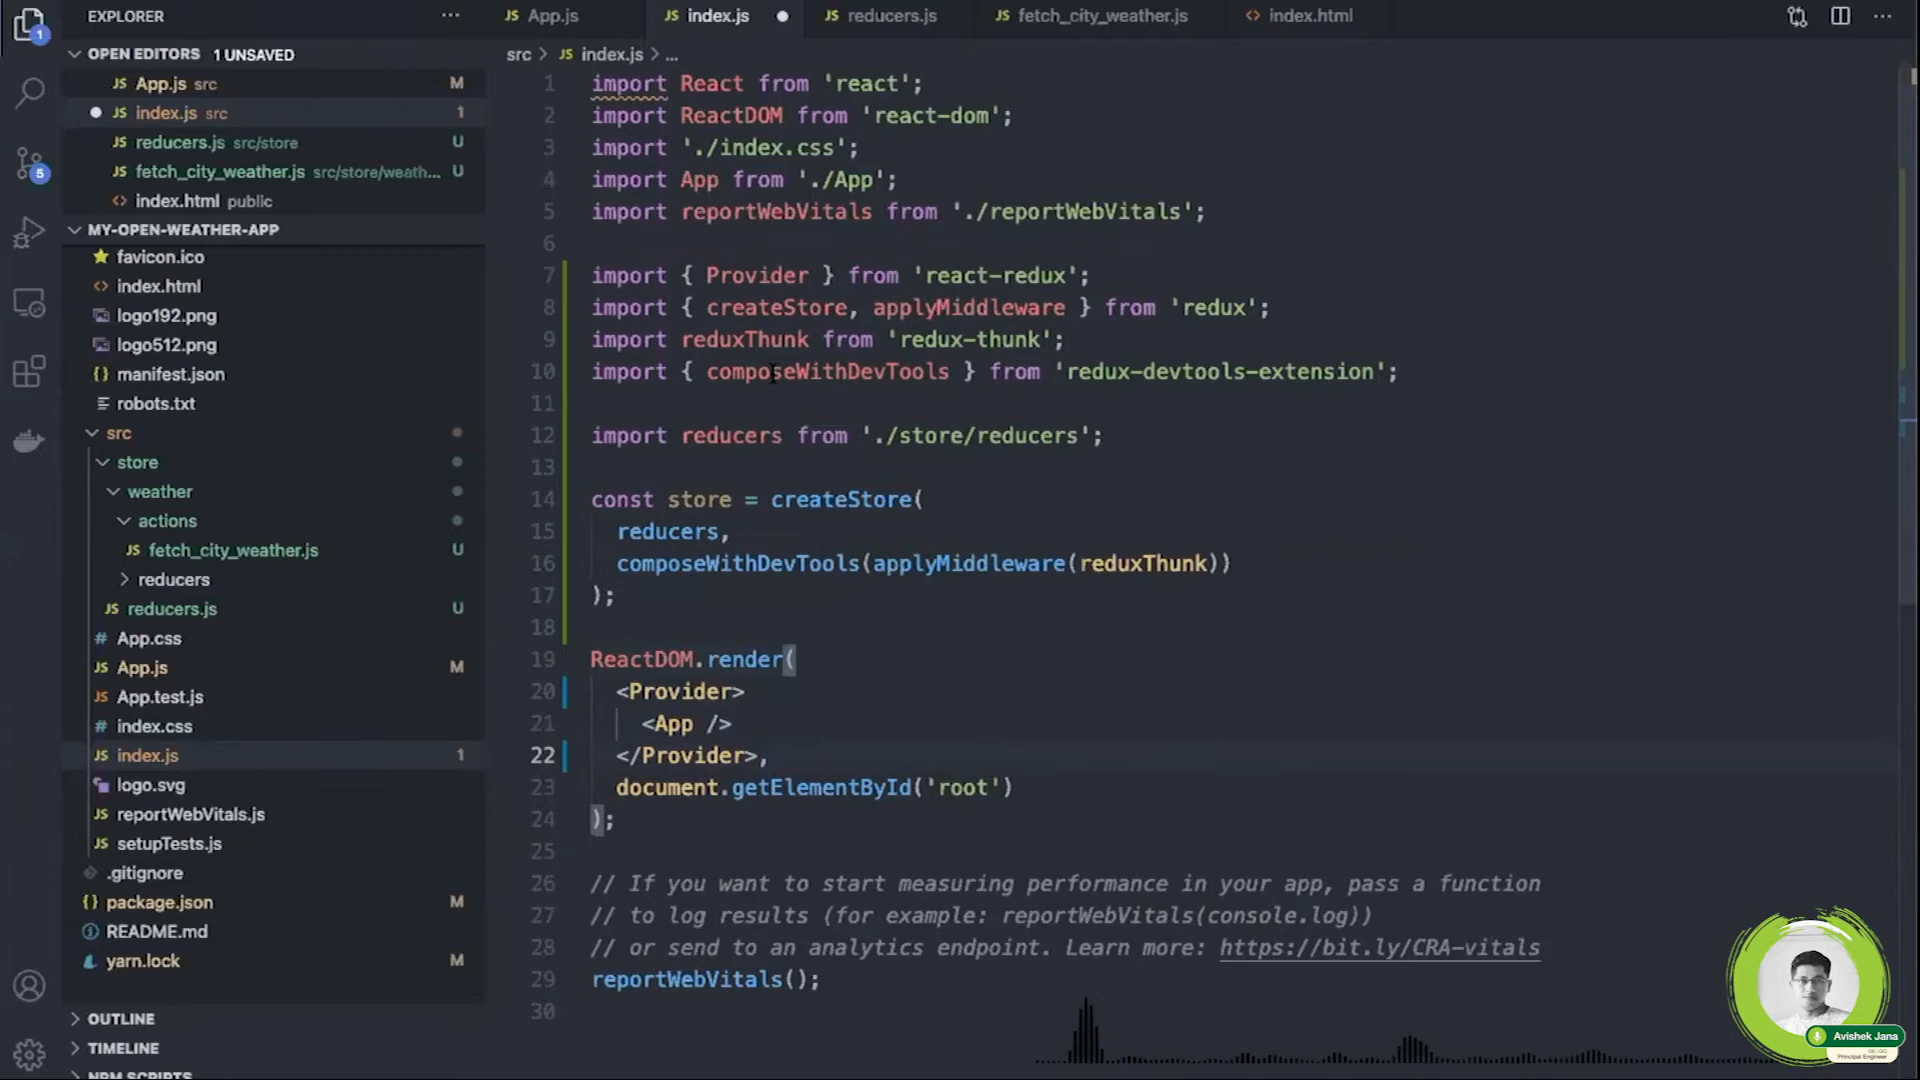 EXPLORER
OPEN EDITORS 1 UNSAVED
JS App.js src M
JS index.js src 1
JS reducers.js src/store U
JS fetch_city_weather.js src/store/weath... U
<> index.html public
MY-OPEN-WEATHER-APP
favicon.ico
<> index.html
logo192.png
logo512.png
{} manifest.json
robots.txt
src
store
weather
actions
JS fetch_city_weather.js U
reducers
JS reducers.js U
# App.css
JS App.js M
JS App.test.js
# index.css
JS index.js 1
logo.svg
JS reportWebVitals.js
JS setupTests.js
.gitignore
{} package.json M
README.md
yarn.lock M
OUTLINE
TIMELINE
NPM SCRIPTS
1
5
JS App.js
JS index.js
JS reducers.js
JS fetch_city_weather.js
<> index.html
src > JS index.js > ...
1 import React from 'react';
2 import ReactDOM from 'react-dom';
3 import './index.css';
4 import App from './App';
5 import reportWebVitals from './reportWebVitals';
6
7 import { Provider } from 'react-redux';
8 import { createStore, applyMiddleware } from 'redux';
9 import reduxThunk from 'redux-thunk';
10 import { composeWithDevTools } from 'redux-devtools-extension';
11
12 import reducers from './store/reducers';
13
14 const store = createStore(
15 reducers,
16 composeWithDevTools(applyMiddleware(reduxThunk))
17 );
18
19 ReactDOM.render(
20 <Provider>
21 <App />
22 </Provider>,
23 document.getElementById('root')
24 );
25
26 // If you want to start measuring performance in your app, pass a function
27 // to log results (for example: reportWebVitals(console.log))
28 // or send to an analytics endpoint. Learn more: https://bit.ly/CRA-vitals
29 reportWebVitals();
30
Avishek Jana
Principal Engineer